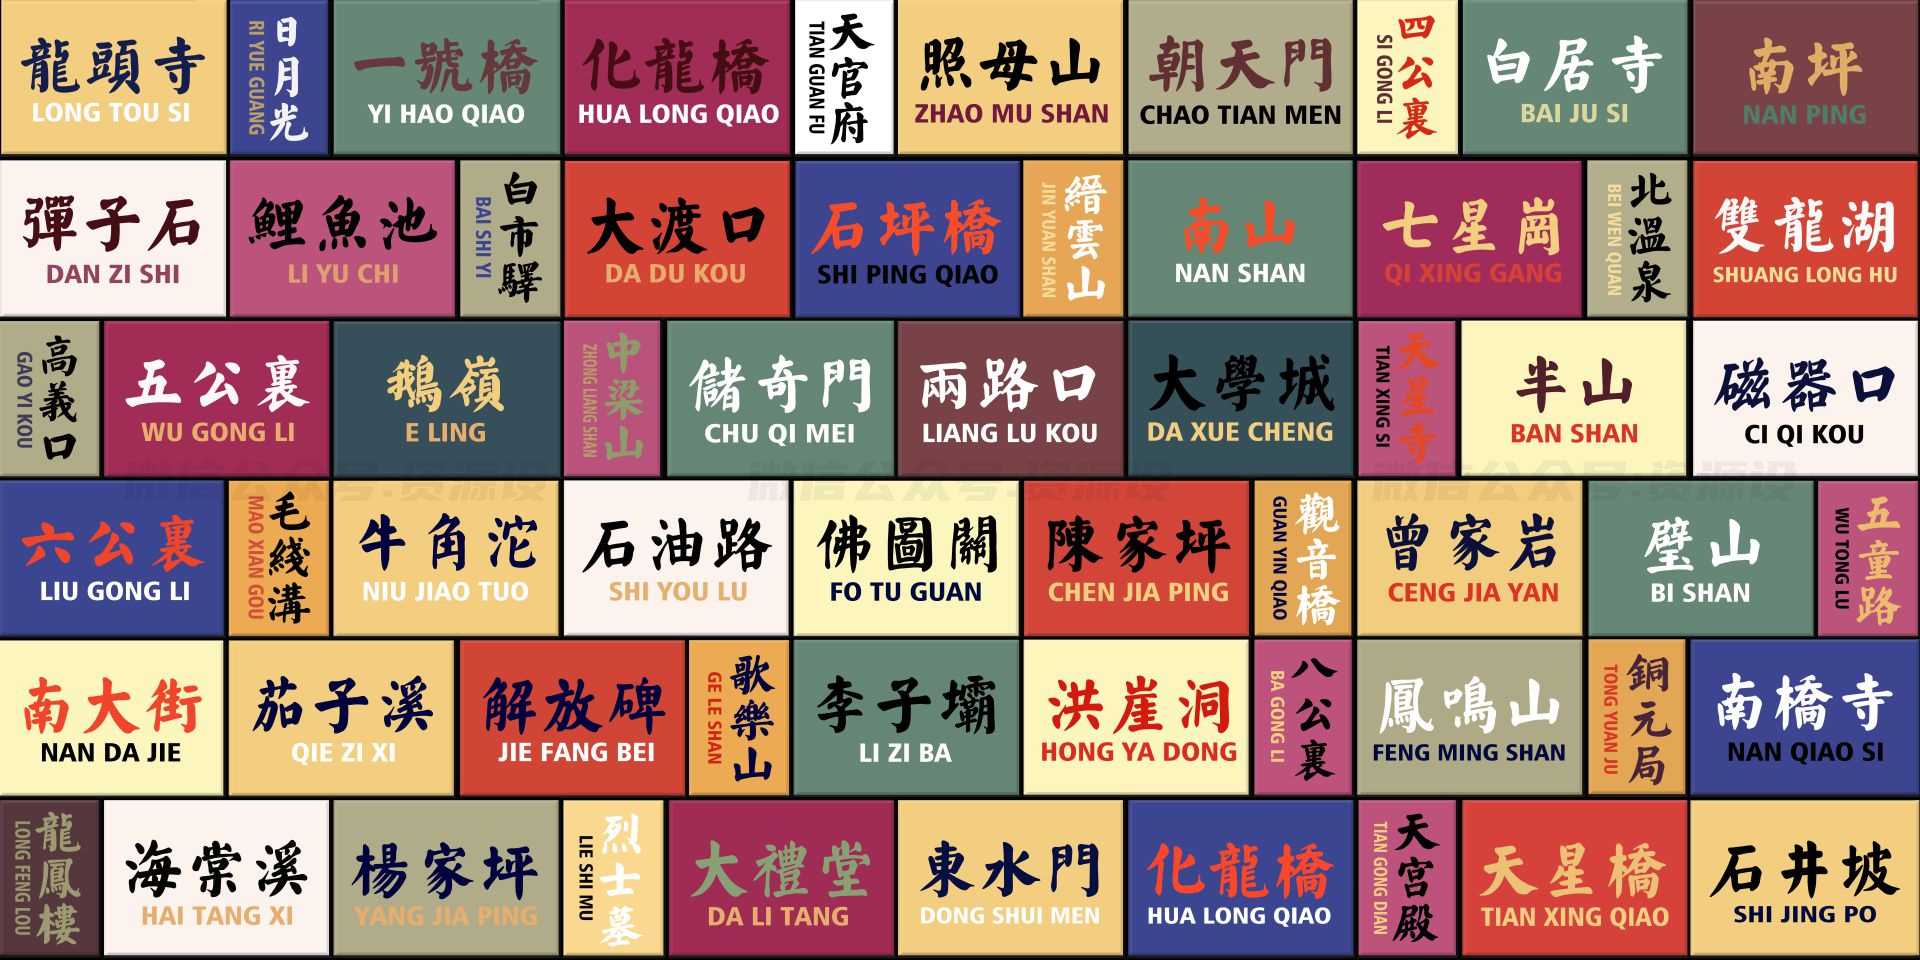 龍頭寺
LONG TOU SI
日月光
RI YUE GUANG
一號橋
YI HAO QIAO
化龍橋
HUA LONG QIAO
天官府
TIAN GUAN FU
照母山
ZHAO MU SHAN
朝天門
CHAO TIAN MEN
四公裏
SI GONG LI
白居寺
BAI JU SI
南坪
NAN PING
彈子石
DAN ZI SHI
鯉魚池
LI YU CHI
白市驛
BAI SHI YI
大渡口
DA DU KOU
石坪橋
SHI PING QIAO
縉雲山
JIN YUAN SHAN
南山
NAN SHAN
七星崗
QI XING GANG
北溫泉
BEI WEN QUAN
雙龍湖
SHUANG LONG HU
高義口
GAO YI KOU
五公裏
WU GONG LI
鵝嶺
E LING
中梁山
ZHONG LIANG SHAN
儲奇門
CHU QI MEI
兩路口
LIANG LU KOU
大學城
DA XUE CHENG
天星寺
TIAN XING SI
半山
BAN SHAN
磁器口
CI QI KOU
微信公众号:资源设
微信公众号:资源设
微信公众号:资源设
六公裏
LIU GONG LI
毛綫溝
MAO XIAN GOU
牛角沱
NIU JIAO TUO
石油路
SHI YOU LU
佛圖關
FO TU GUAN
陳家坪
CHEN JIA PING
觀音橋
GUAN YIN QIAO
曾家岩
CENG JIA YAN
璧山
BI SHAN
五童路
WU TONG LU
南大街
NAN DA JIE
茄子溪
QIE ZI XI
解放碑
JIE FANG BEI
歌樂山
GE LE SHAN
李子壩
LI ZI BA
洪崖洞
HONG YA DONG
八公裏
BA GONG LI
鳳鳴山
FENG MING SHAN
銅元局
TONG YUAN JU
南橋寺
NAN QIAO SI
龍鳳樓
LONG FENG LOU
海棠溪
HAI TANG XI
楊家坪
YANG JIA PING
烈士墓
LIE SHI MU
大禮堂
DA LI TANG
東水門
DONG SHUI MEN
化龍橋
HUA LONG QIAO
天宮殿
TIAN GONG DIAN
天星橋
TIAN XING QIAO
石井坡
SHI JING PO